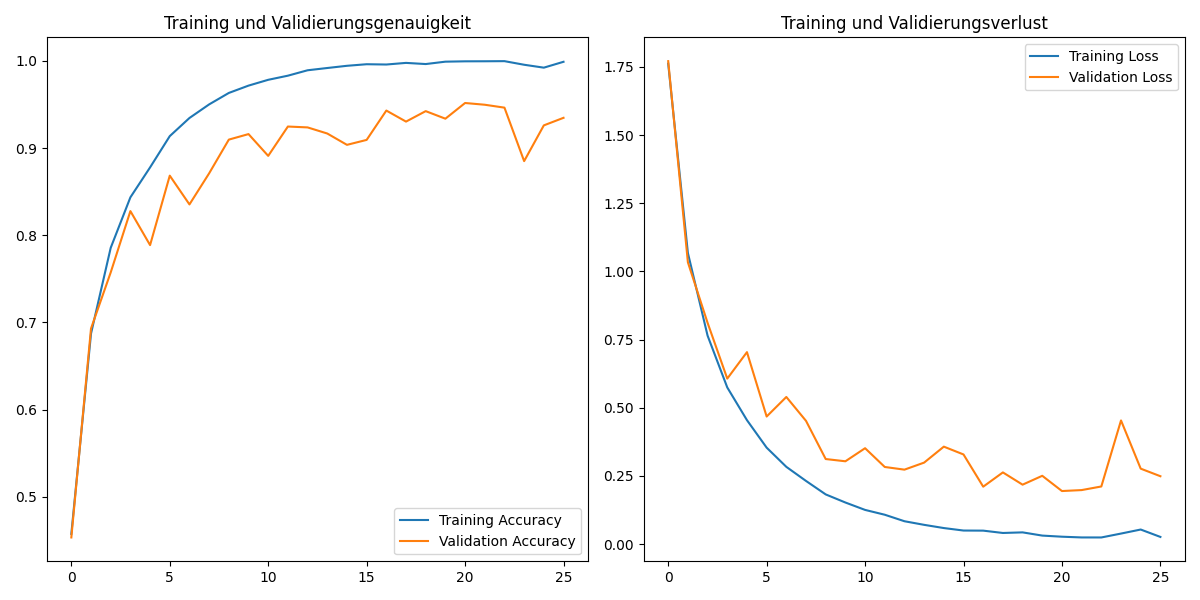 Training und Validierungsgenauigkeit
1.0
0.9
0.8
0.7
0.6
0.5
Training Accuracy
Validation Accuracy
0 5 10 15 20 25
Training und Validierungsverlust
Training Loss
Validation Loss
1.75
1.50
1.25
1.00
0.75
0.50
0.25
0.00
0 5 10 15 20 25